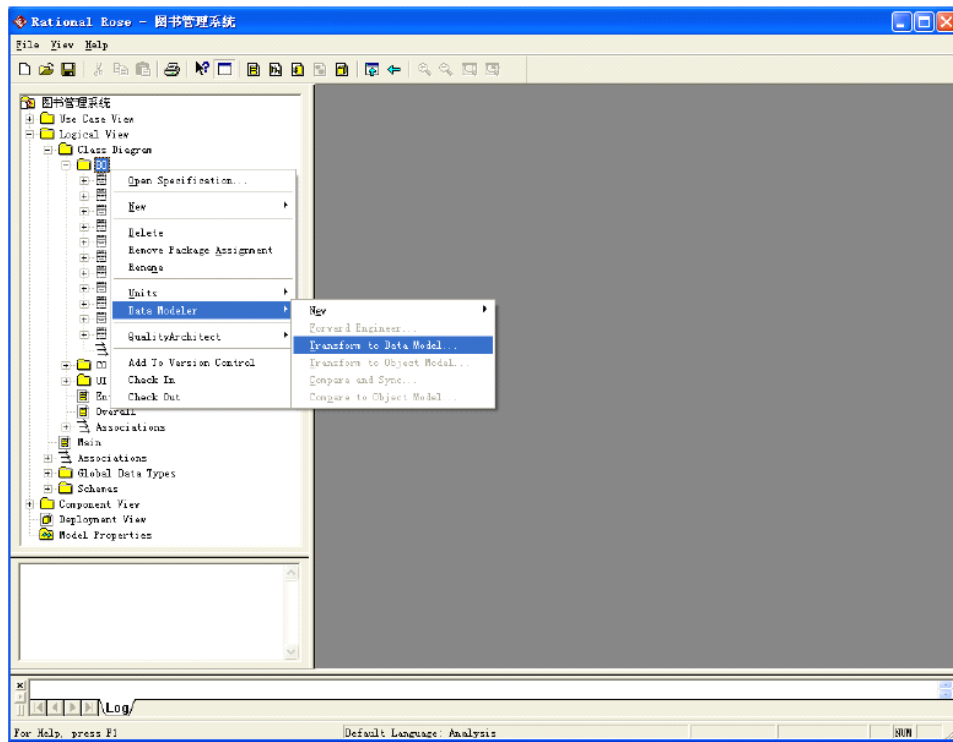 Rational Rose - 图书管理系统
File View Help
图书管理系统
Use Case View
Logical View
Class Diagram
Open Specification...
New
Delete
Remove Package Assignment
Rename
Units
Data Modeler
New
Forward Engineer...
QualityArchitect
Transform to Data Model...
Add To Version Control
Transform to Object Model...
UI
Check In
Compare and Sync...
En
Check Out
Compare to Object Model...
Overall
Associations
Main
Associations
Global Data Types
Schemas
Component View
Deployment View
Model Properties
Log
For Help, press F1
Default Language: Analysis
NUM